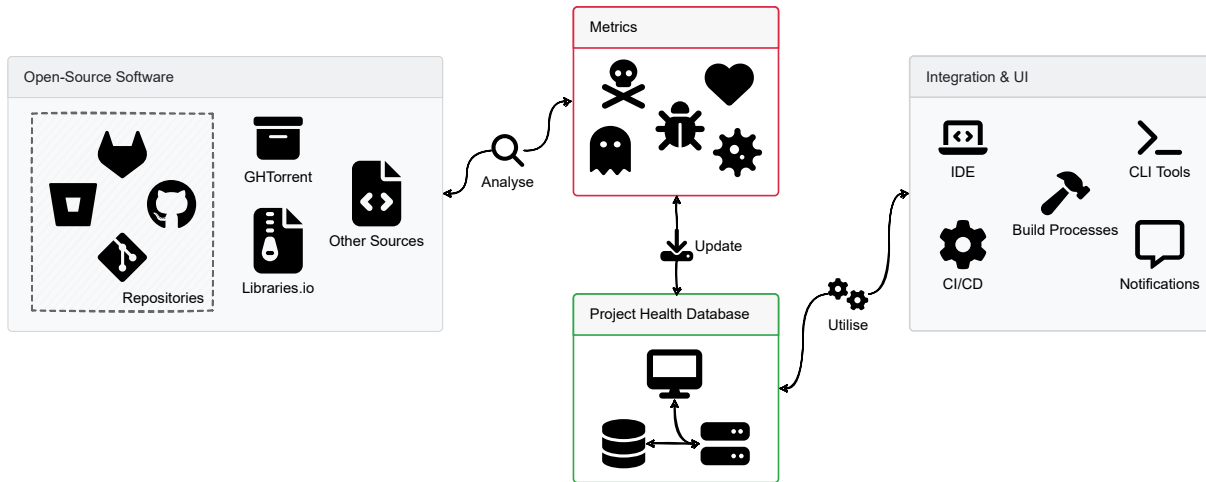 Metrics
Open-Source Software
Integration & UI
GHTorrent
Other Sources
Libraries.io
Repositories
Analyse
Update
IDE
CLI Tools
Build Processes
CI/CD
Notifications
Project Health Database
Utilise